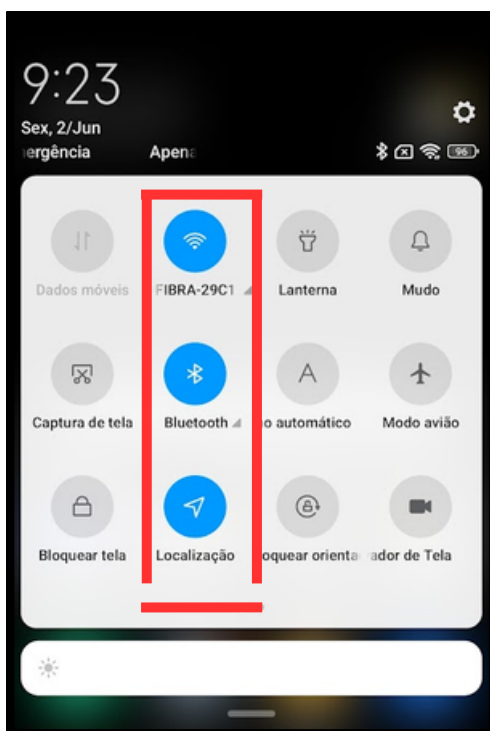 9:23
Sex, 2/Jun
ergência Apena
96
Dados móveis FIBRA-29C1 Lanterna Mudo
A
Captura de tela Bluetooth o automático Modo avião
Bloquear tela Localização oquear orienta ador de Tela